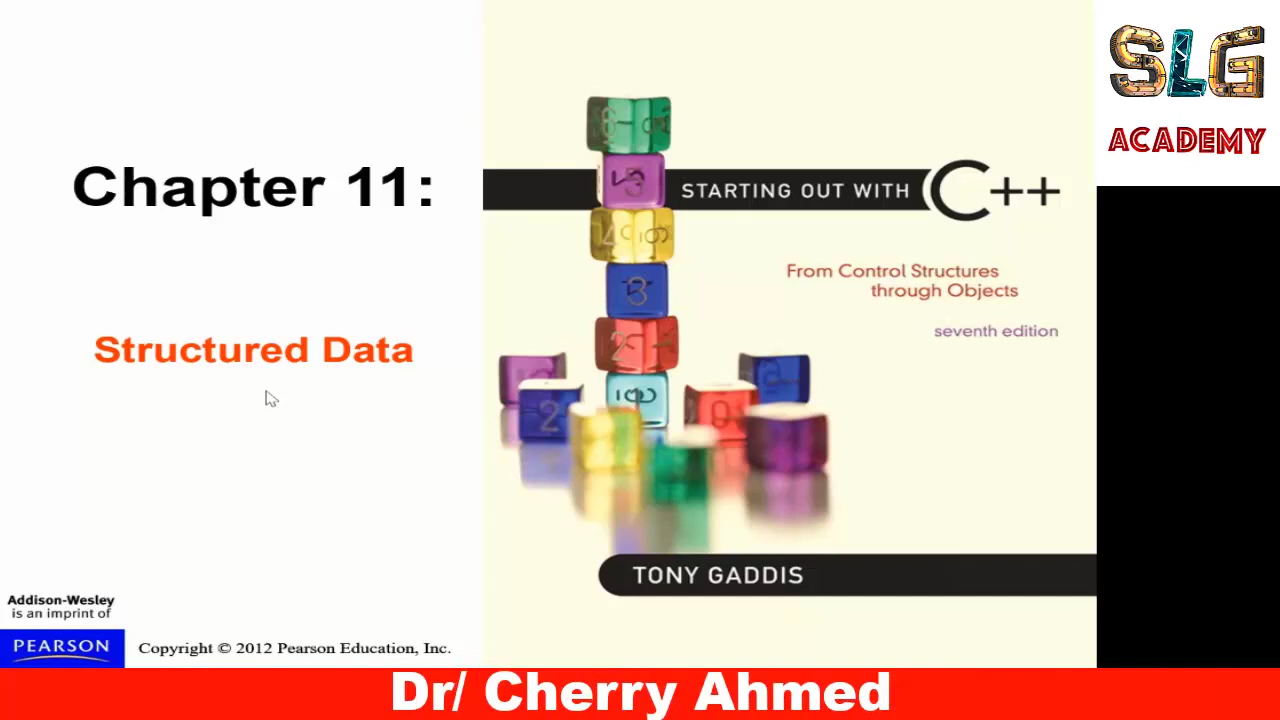 Chapter 11:
Structured Data
STARTING OUT WITH C++
From Control Structures
through Objects
seventh edition
TONY GADDIS
Addison-Wesley
is an imprint of
PEARSON
Copyright © 2012 Pearson Education, Inc.
SLG
ACADEMY
Dr/ Cherry Ahmed